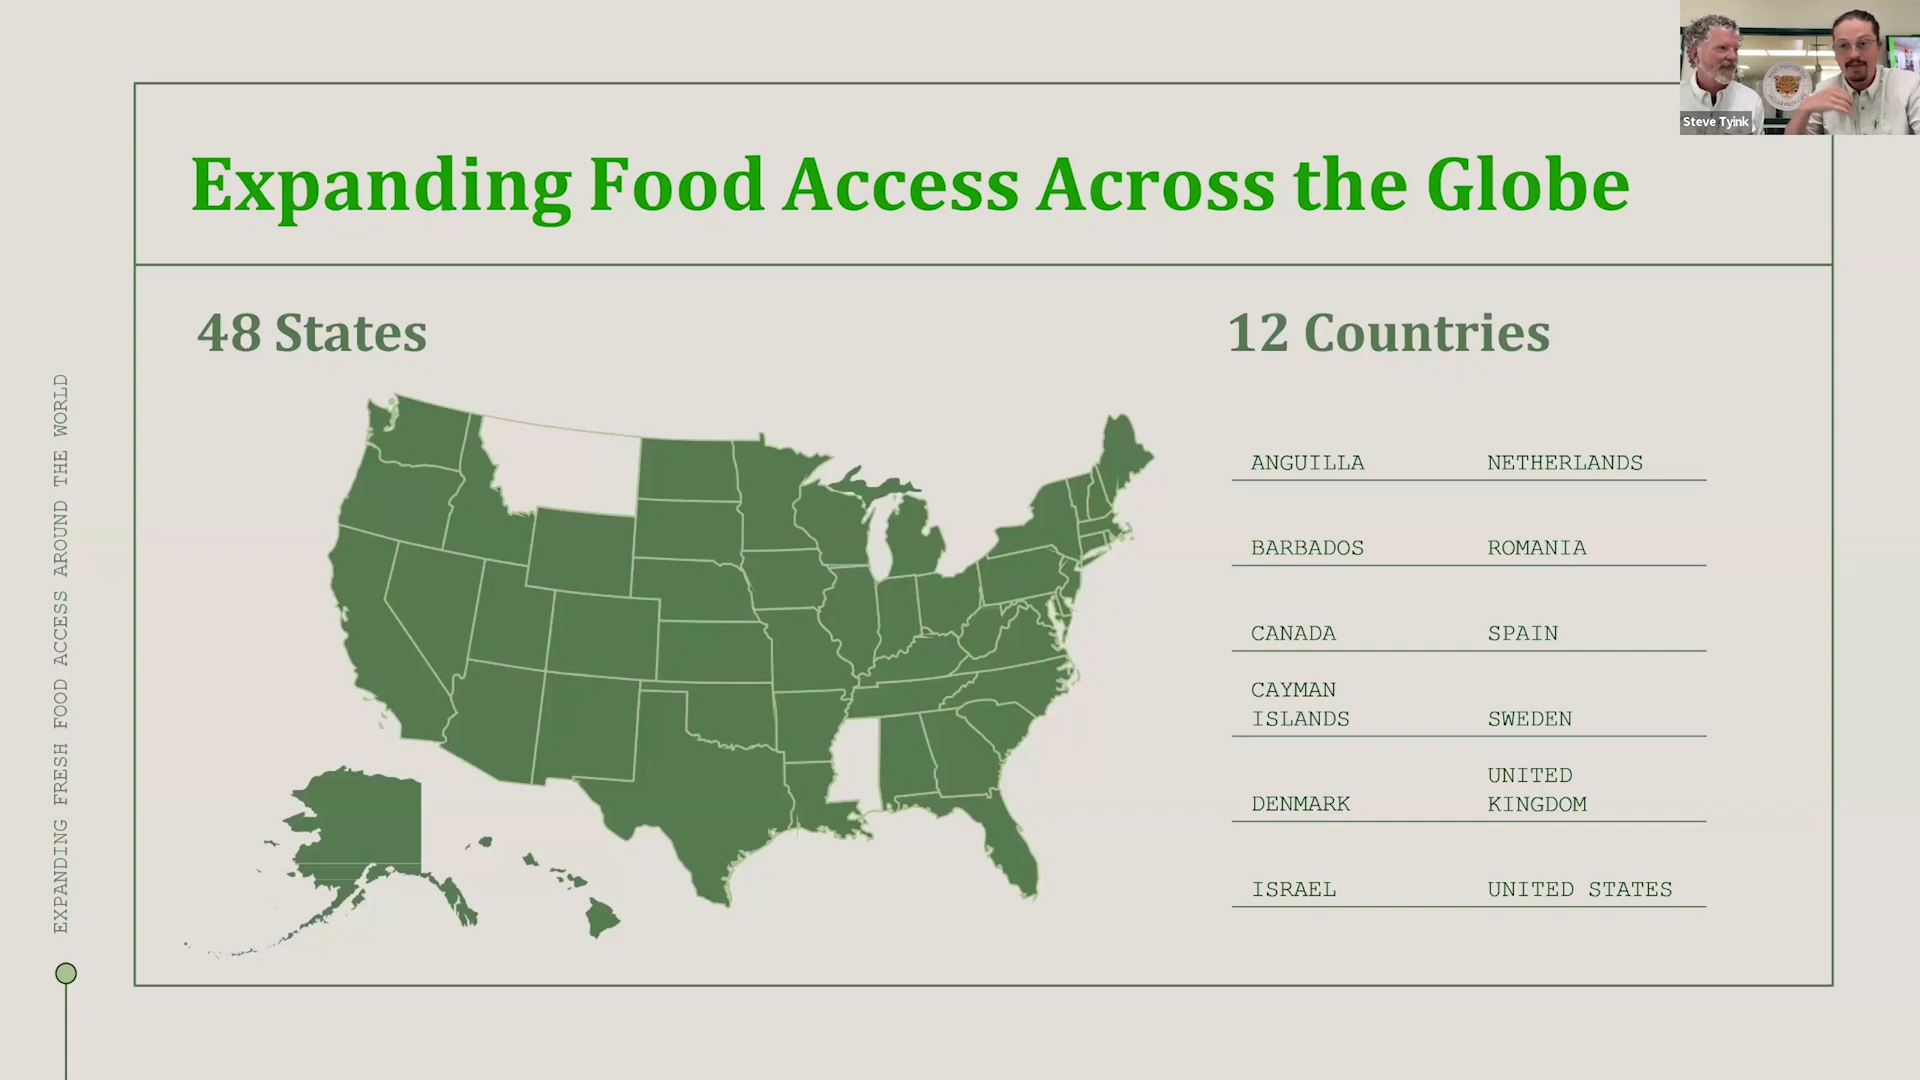 Steve Tyink
Expanding Food Access Across the Globe
48 States
12 Countries
ANGUILLA
NETHERLANDS
BARBADOS
ROMANIA
CANADA
SPAIN
CAYMAN
ISLANDS
SWEDEN
DENMARK
UNITED
KINGDOM
ISRAEL
UNITED STATES
EXPANDING FRESH FOOD ACCESS AROUND THE WORLD